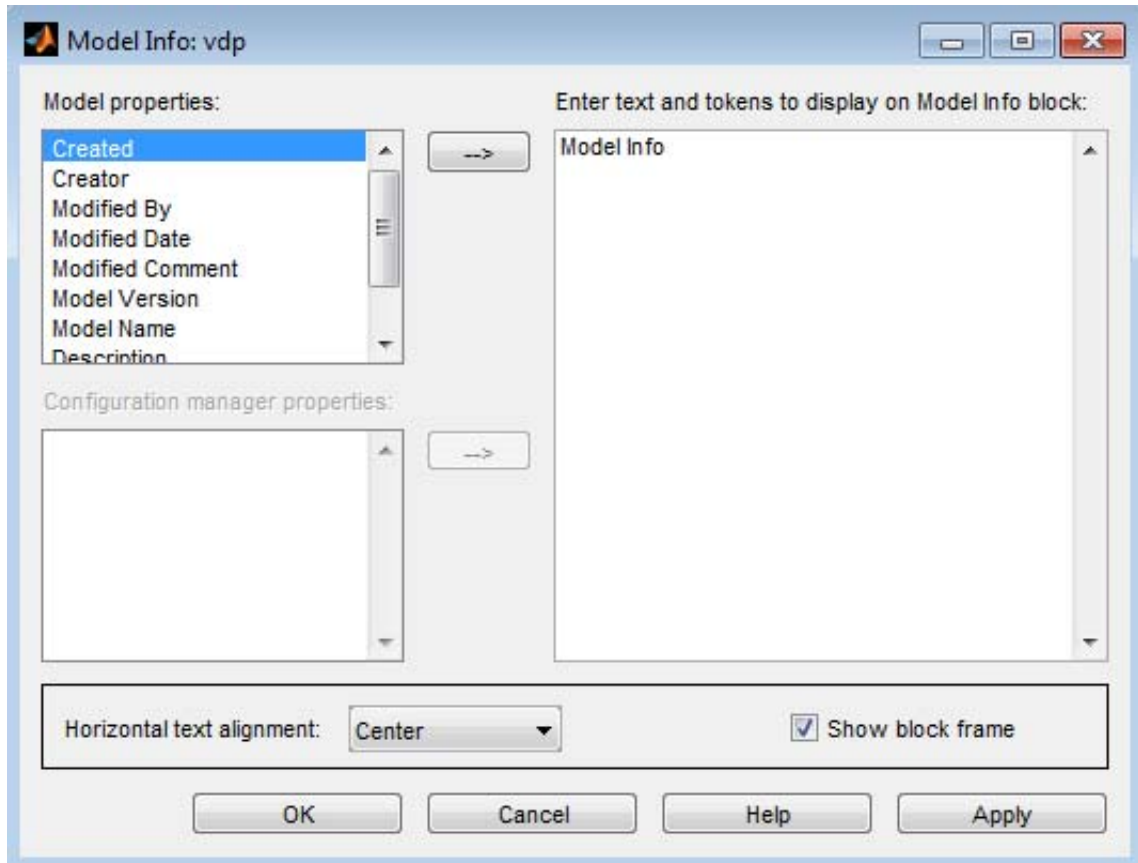 Model Info: vdp
Model properties:
Created
Creator
Modified By
Modified Date
Modified Comment
Model Version
Model Name
Description
-->
Enter text and tokens to display on Model Info block:
Model Info
Configuration manager properties:
-->
Horizontal text alignment:
Center
Show block frame
OK
Cancel
Help
Apply